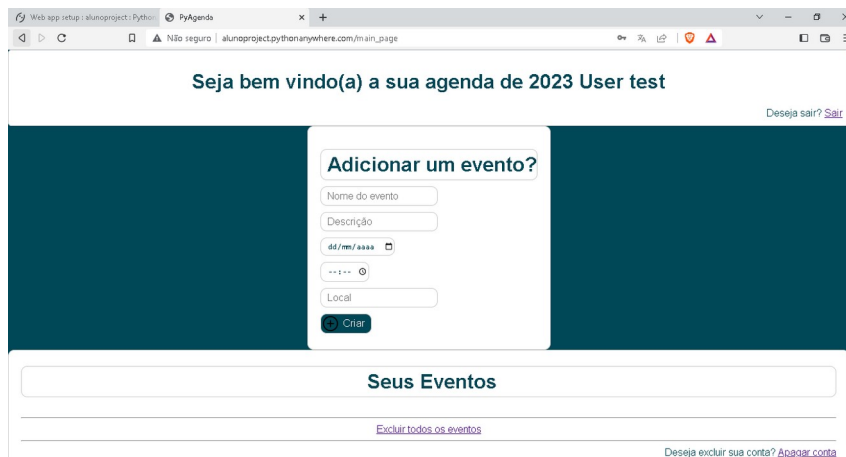 Web app setup : alunoproject : Python
PyAgenda
Não seguro
alunoproject.pythonanywhere.com/main_page
Seja bem vindo(a) a sua agenda de 2023 User test
Deseja sair? Sair
Adicionar um evento?
Nome do evento
Descrição
dd/mm/aaaa
--:--
Local
Criar
Seus Eventos
Excluir todos os eventos
Deseja excluir sua conta? Apagar conta